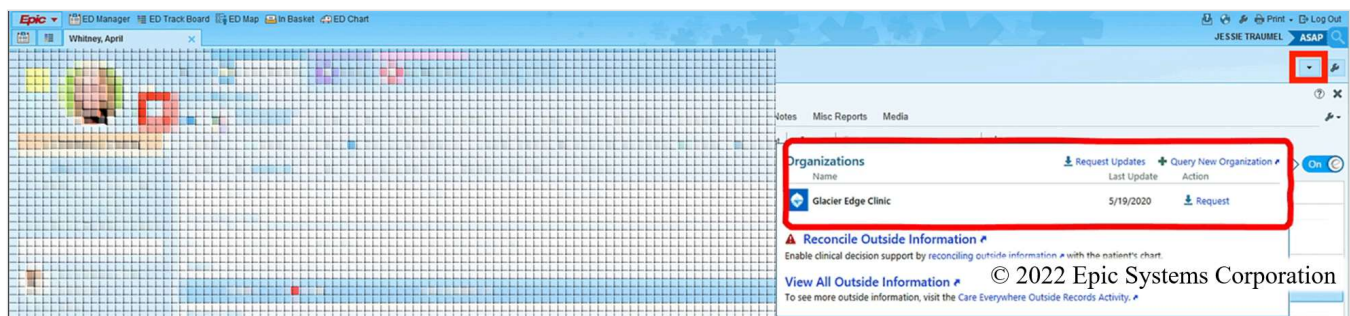 Epic ED Manager ED Track Board ED Map In Basket ED Chart Print Log Out
Whitney, April JESSIE TRAUMEL ASAP
Notes Misc Reports Media
Organizations Request Updates Query New Organization On
Name Last Update Action
Glacier Edge Clinic 5/19/2020 Request
Reconcile Outside Information
Enable clinical decision support by reconciling outside information with the patient's chart.
© 2022 Epic Systems Corporation
View All Outside Information
To see more outside information, visit the Care Everywhere Outside Records Activity.